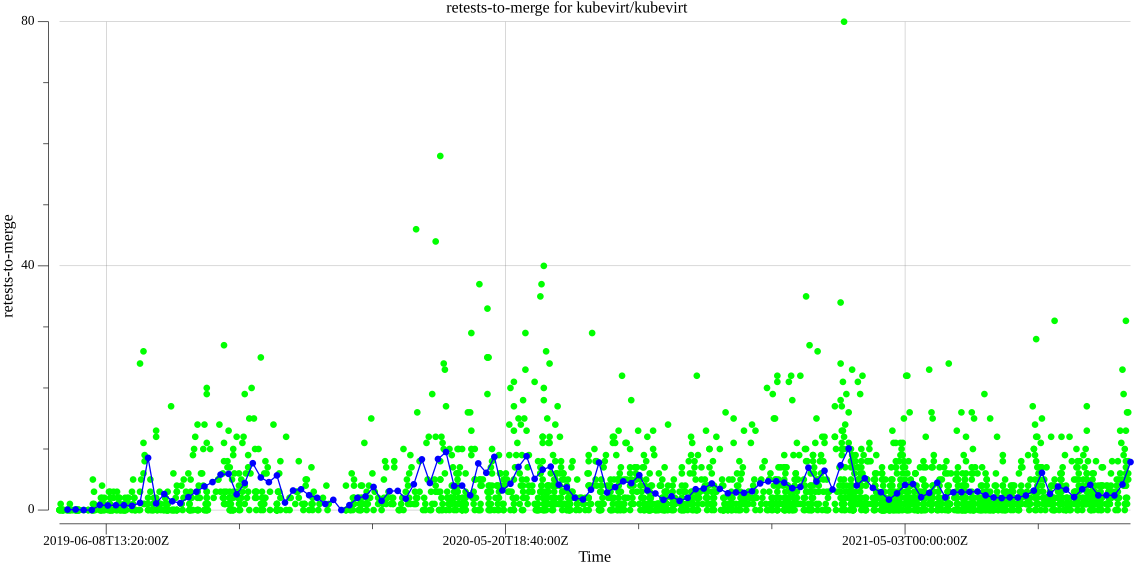 retests-to-merge for kubevirt/kubevirt
80
40
0
retests-to-merge
2019-06-08T13:20:00Z
2020-05-20T18:40:00Z
2021-05-03T00:00:00Z
Time